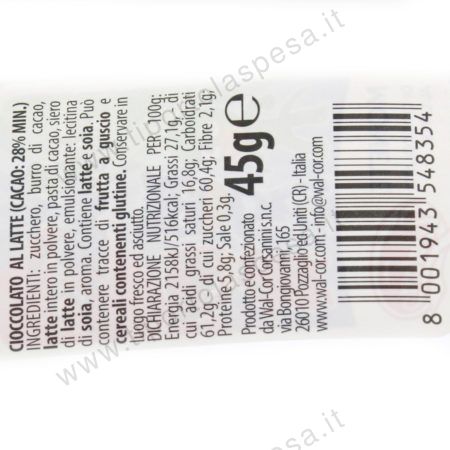 CIOCCOLATO AL LATTE (CACAO: 28% MIN.)
INGREDIENTI: zucchero, burro di cacao,
latte intero in polvere, pasta di cacao, siero
di latte in polvere, emulsionante: lecitina
di soia, aroma. Contiene latte e soia. Può
contenere tracce di frutta a guscio e
cereali contenenti glutine. Conservare in
luogo fresco ed asciutto.
DICHIARAZIONE NUTRIZIONALE PER 100g:
Energia 2158kJ/516kcal; Grassi 27,1g, di
cui acidi grassi saturi 16,8g; Carboidrati
61,2g di cui zuccheri 60,4g; Fibre 2,1g;
Proteine 5,8g; Sale 0,3g.
45g e
Prodotto e confezionato
da Wal-Cor Corsanini s.n.c.
via Bongiovanni, 165
26010 Pozzaglio ed Uniti (CR) - Italia
www.wal-cor.com - info@wal-cor.com
8 001943 548354